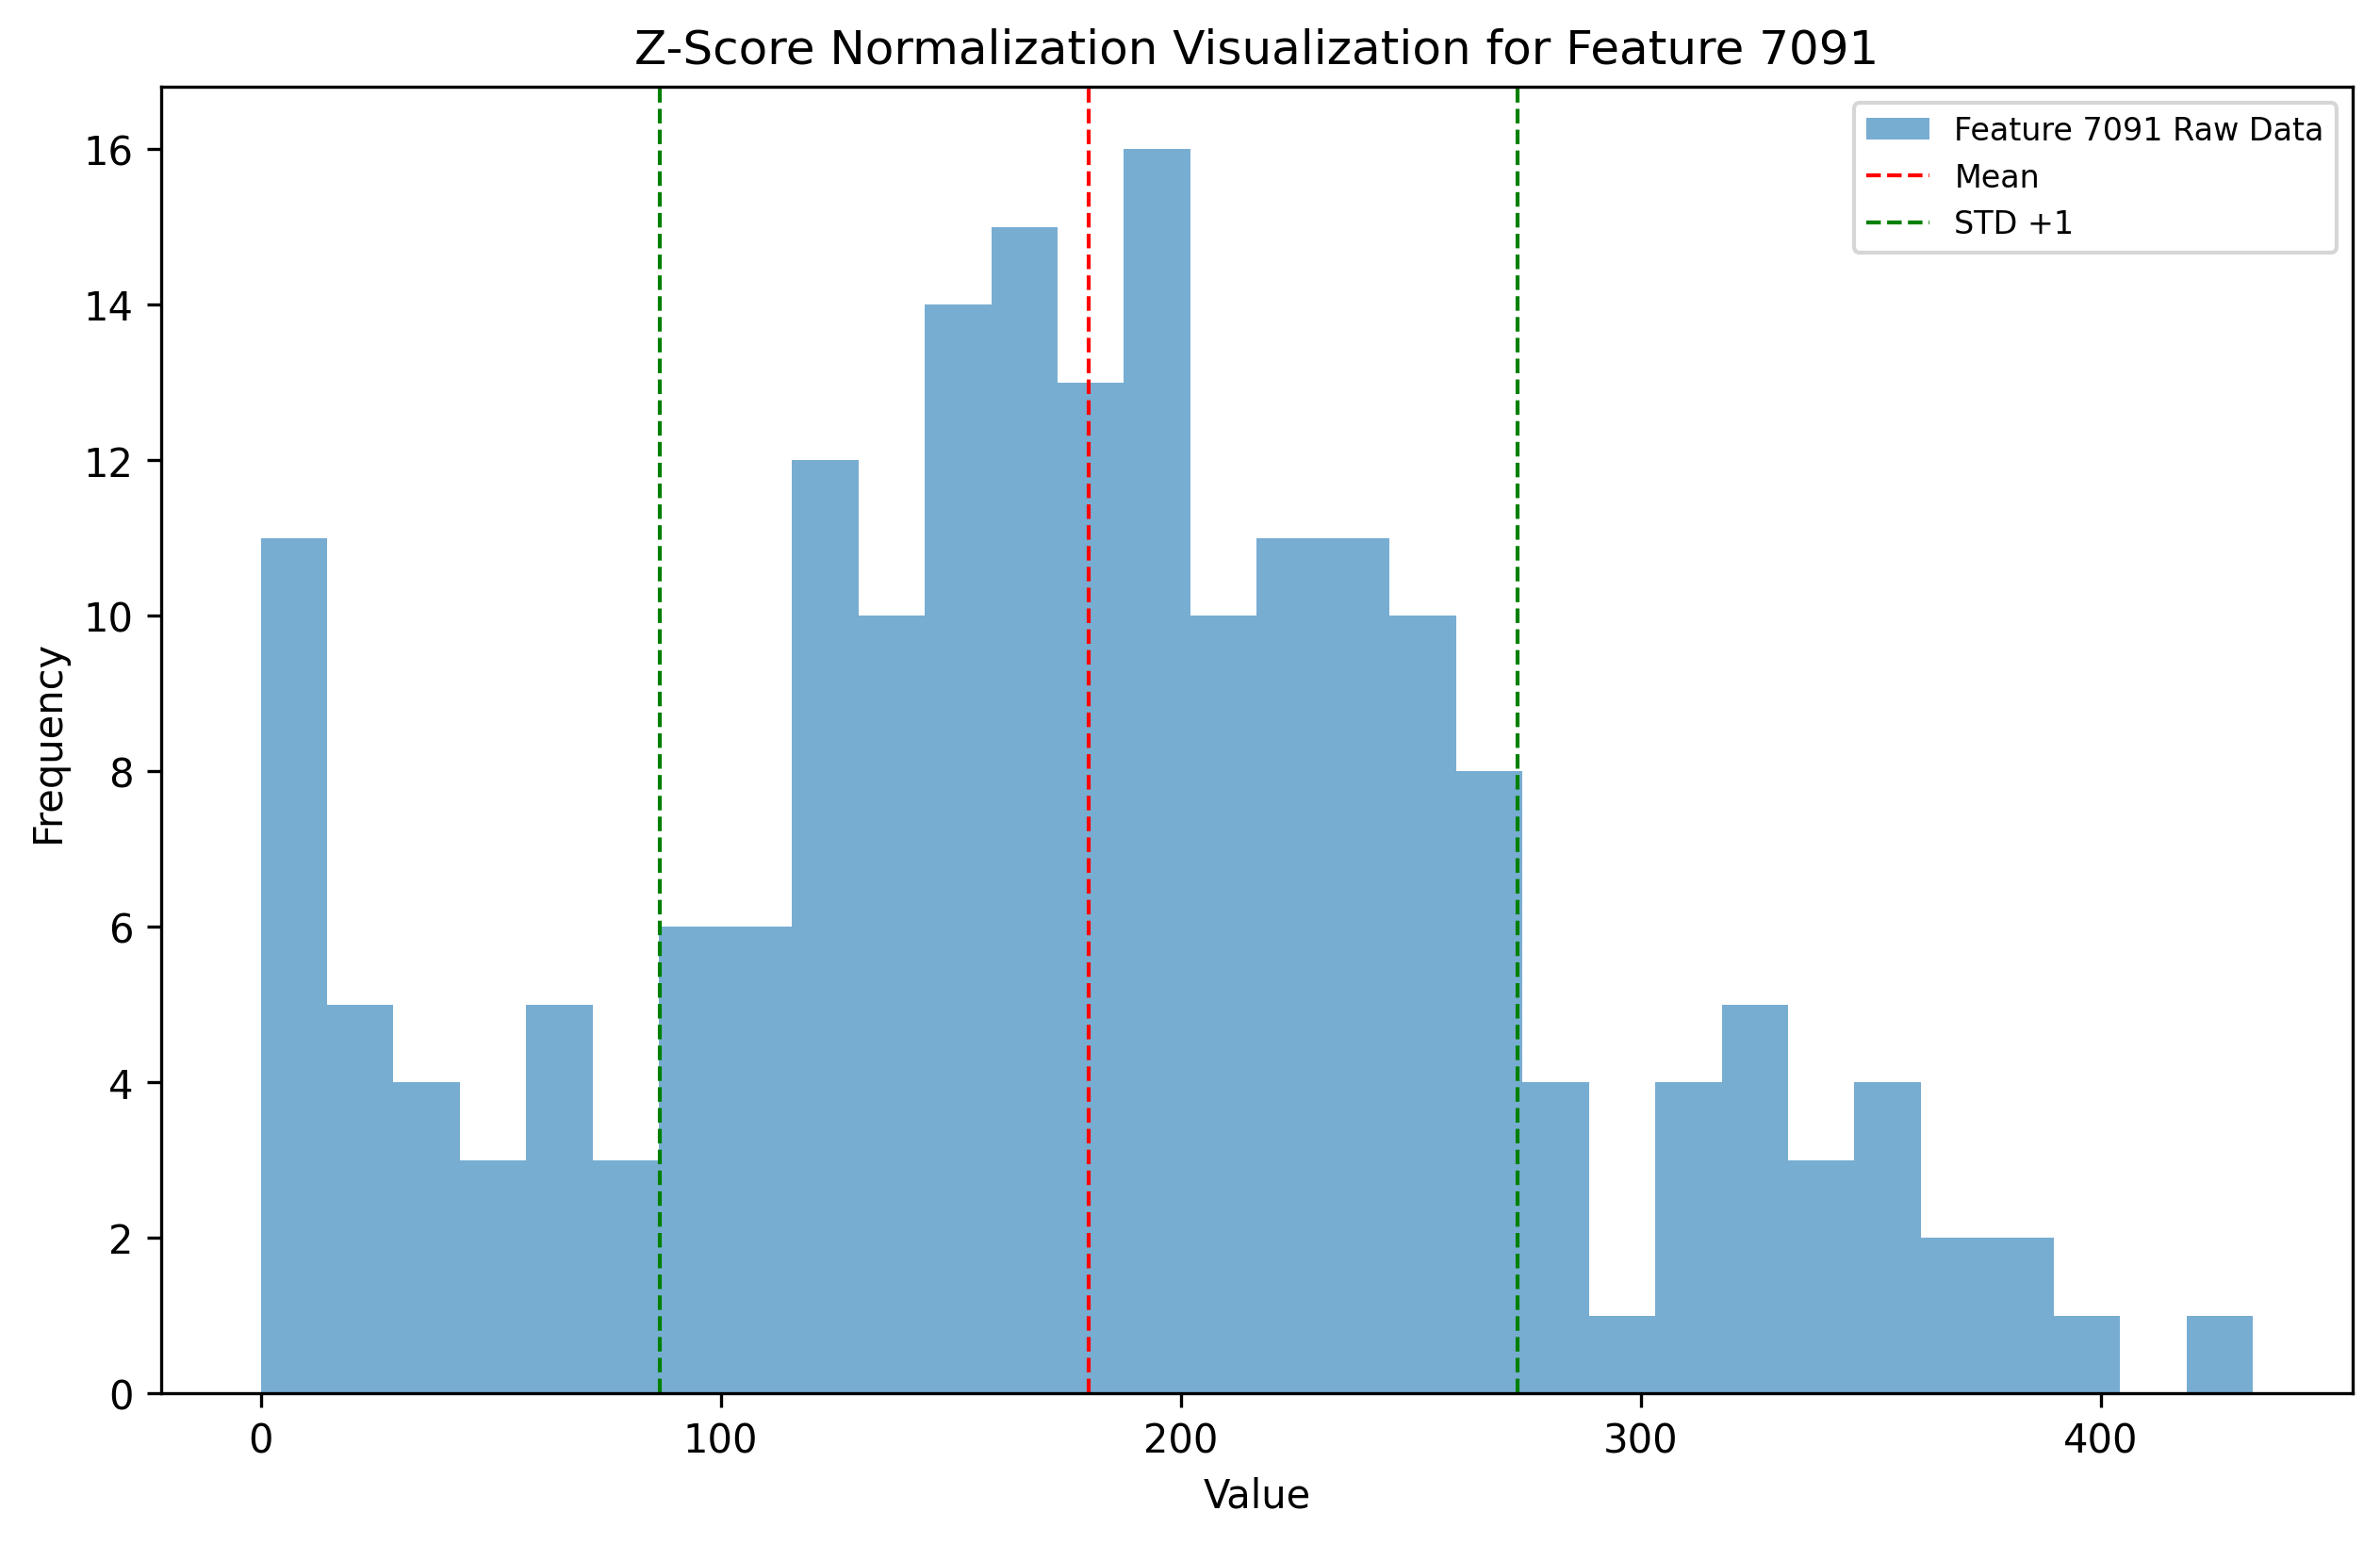 Z-Score Normalization Visualization for Feature 7091
Feature 7091 Raw Data
Mean
STD +1
16
14
12
10
8
6
4
2
0
Frequency
0 100 200 300 400
Value